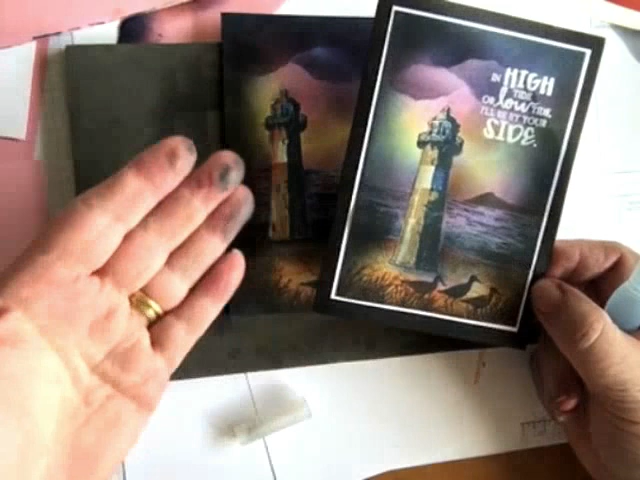 IN HIGH
TIDE
OR low TIDE,
I'LL BE BY YOUR
SIDE.